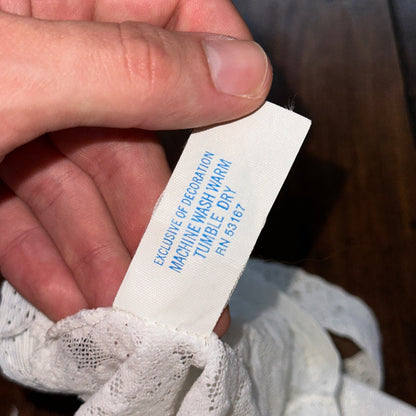 EXCLUSIVE OF DECORATION
MACHINE WASH WARM
TUMBLE DRY
RN 53167